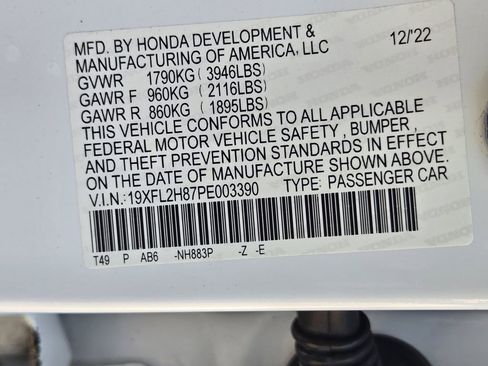 MFD. BY HONDA DEVELOPMENT & 12/'22
MANUFACTURING OF AMERICA, LLC
GVWR 1790KG ( 3946LBS)
GAWR F 960KG ( 2116LBS)
GAWR R 860KG ( 1895LBS)
THIS VEHICLE CONFORMS TO ALL APPLICABLE
FEDERAL MOTOR VEHICLE SAFETY , BUMPER ,
AND THEFT PREVENTION STANDARDS IN EFFECT
ON THE DATE OF MANUFACTURE SHOWN ABOVE.
V.I.N.: 19XFL2H87PE003390 TYPE: PASSENGER CAR
T49 P AB6 -NH883P -Z -E